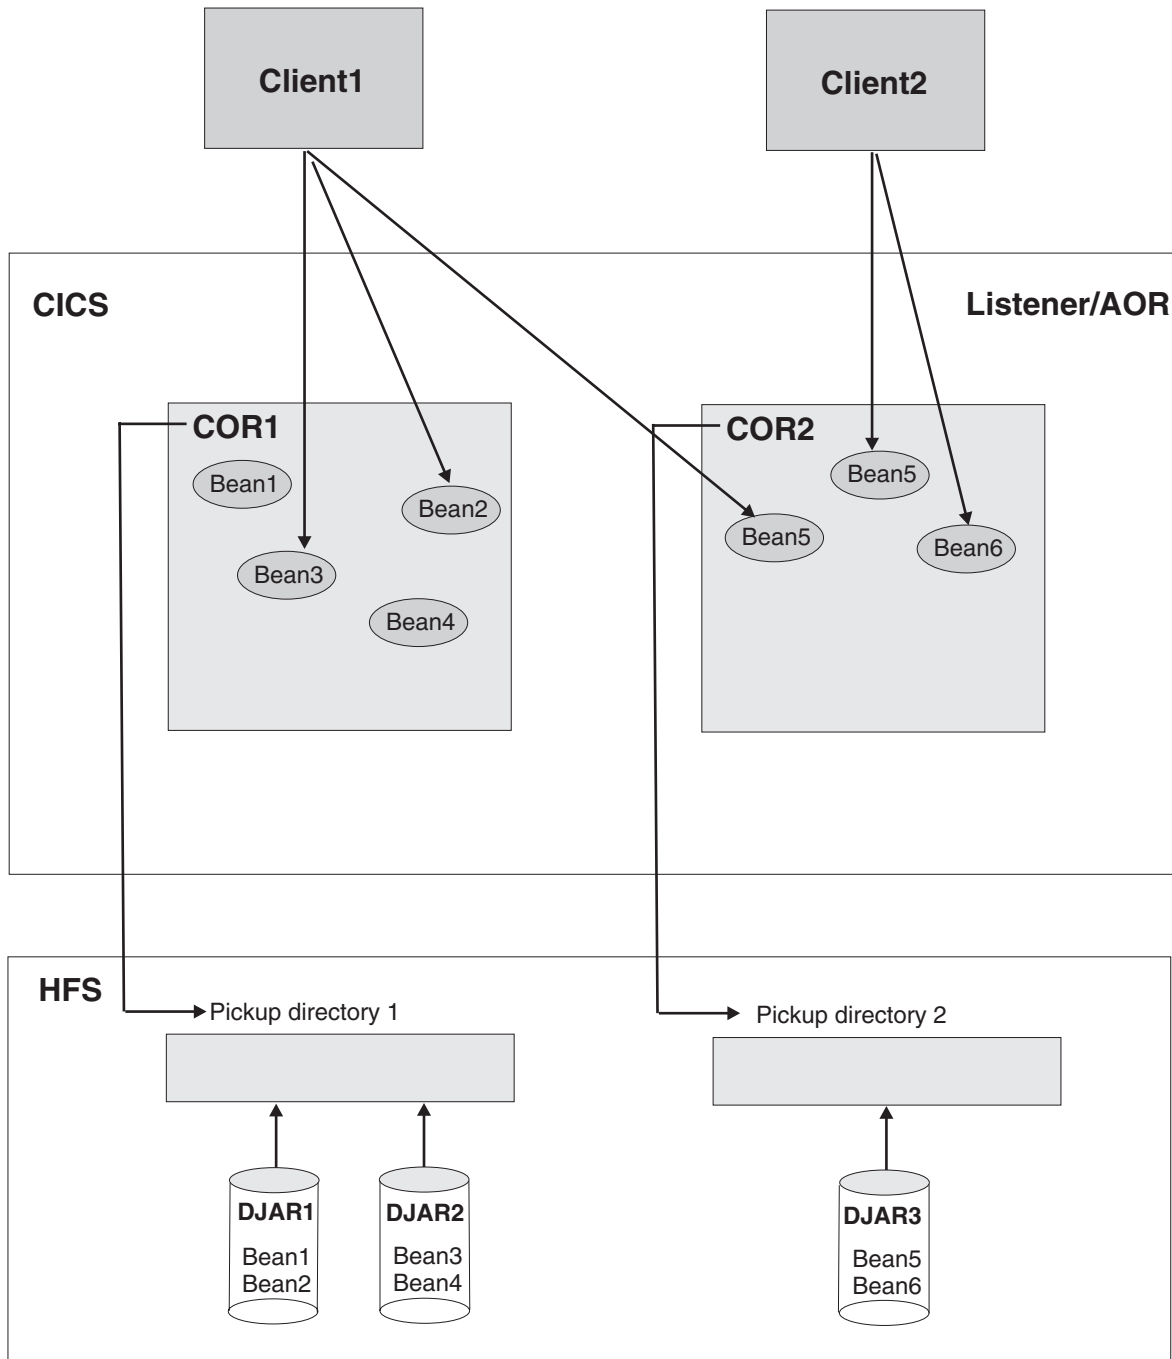 Client1
Client2
CICS
Listener/AOR
COR1
COR2
Bean1
Bean2
Bean3
Bean4
Bean5
Bean5
Bean6
HFS
Pickup directory 1
Pickup directory 2
DJAR1
Bean1
Bean2
DJAR2
Bean3
Bean4
DJAR3
Bean5
Bean6